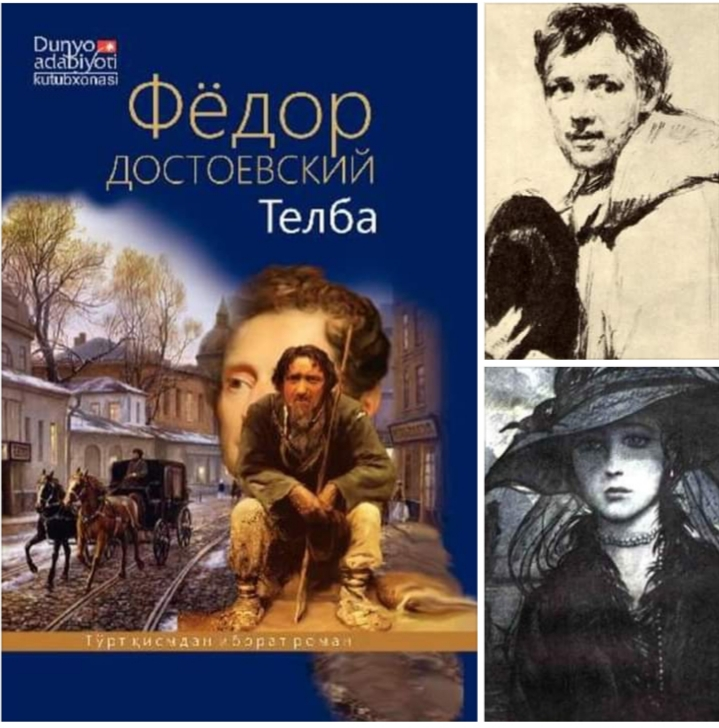 Dunyo
adabiyoti
kutubxonasi
Фёдор
ДОСТОЕВСКИЙ
Телба
Тўрт қисмдан иборат роман